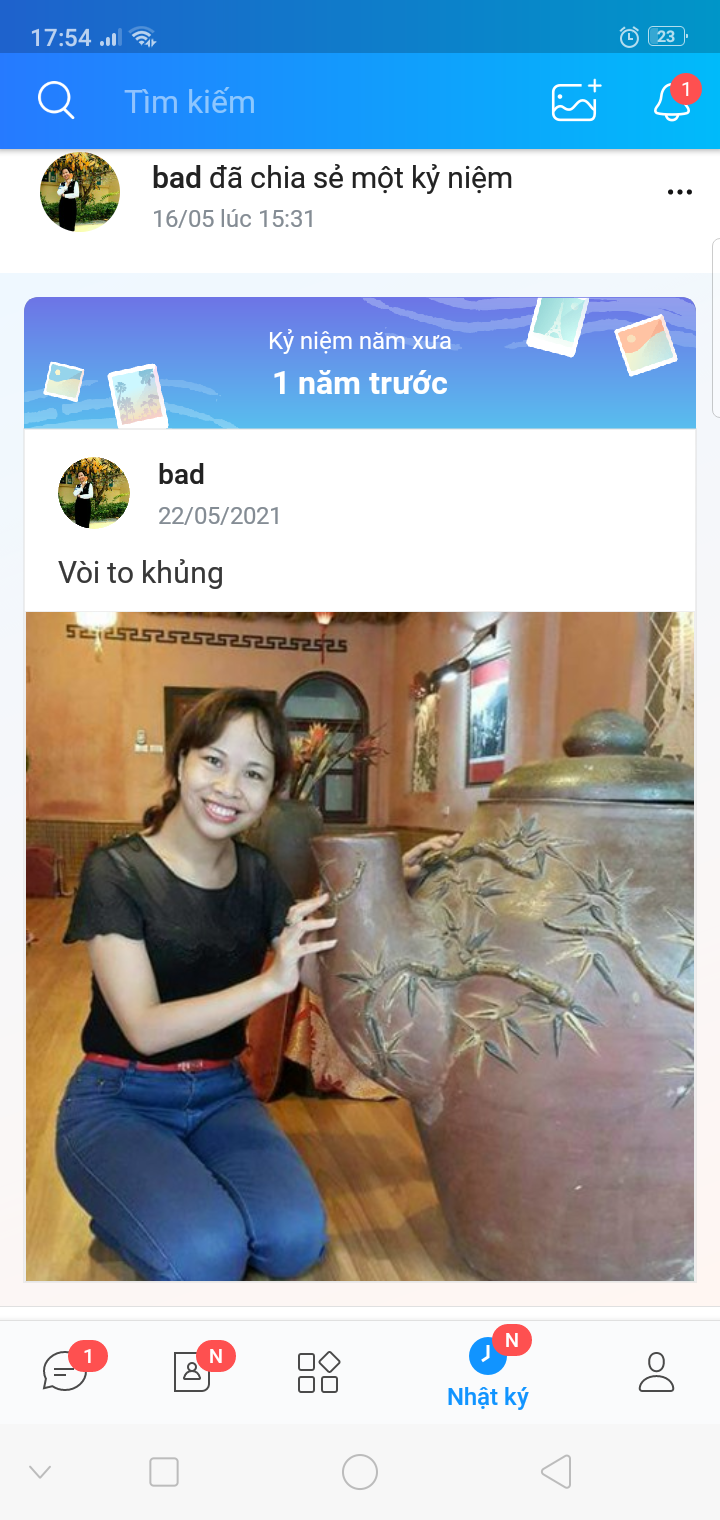 17:54
23
Tìm kiếm
1
bad đã chia sẻ một kỷ niệm
16/05 lúc 15:31
Kỷ niệm năm xưa
1 năm trước
bad
22/05/2021
Vòi to khủng
1
N
N
Nhật ký